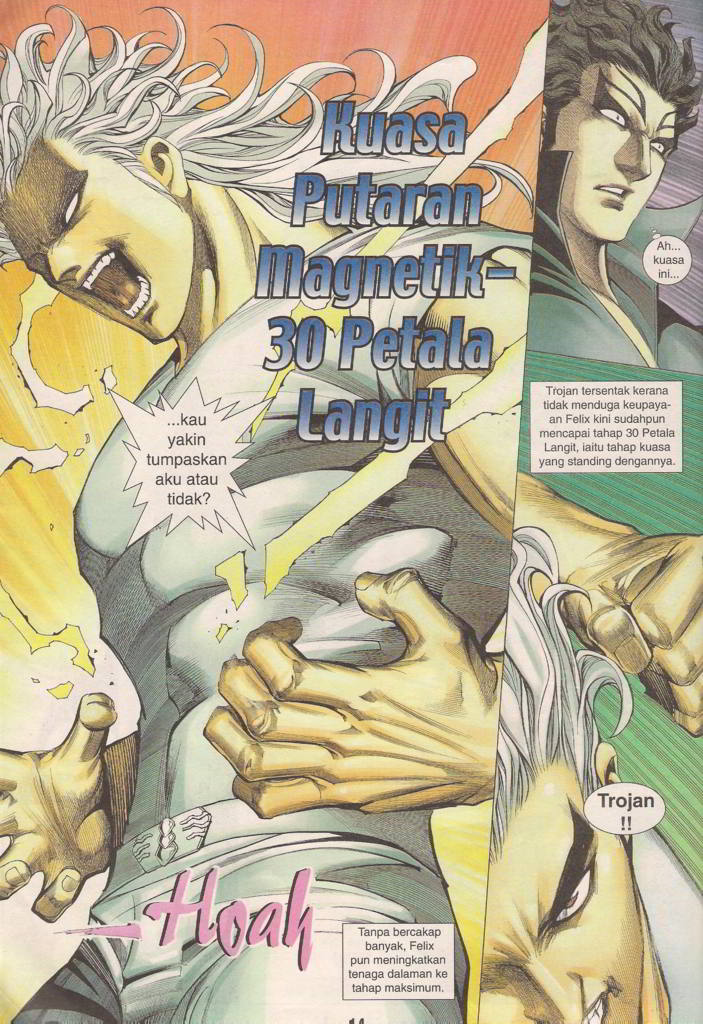 Kuasa
Putaran
Magnetik-
30 Petala
Langit
...kau
yakin
tumpaskan
aku atau
tidak?
Hoah
Tanpa bercakap
banyak, Felix
pun meningkatkan
tenaga dalaman ke
tahap maksimum.
Ah...
kuasa
ini...
Trojan tersentak kerana
tidak menduga keupaya-
an Felix kini sudahpun
mencapai tahap 30 Petala
Langit, iaitu tahap kuasa
yang standing dengannya.
Trojan
!!